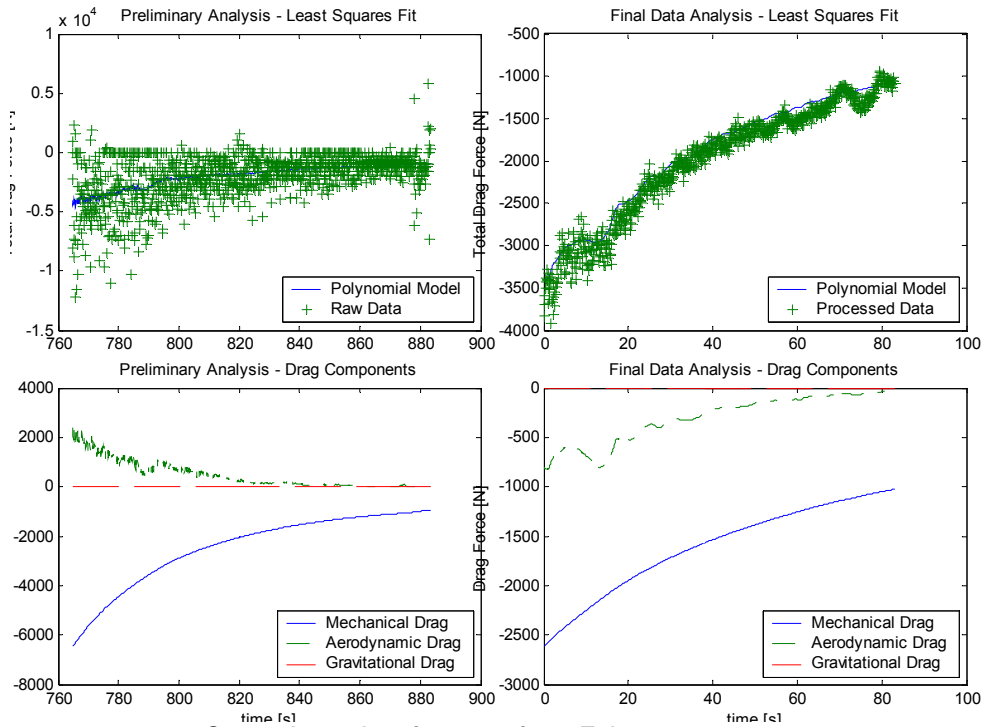 Preliminary Analysis - Least Squares Fit
x 10^4
1
0.5
0
-0.5
-1
-1.5
760 780 800 820 840 860 880 900
Polynomial Model
Raw Data
Final Data Analysis - Least Squares Fit
Total Drag Force [N]
-500
-1000
-1500
-2000
-2500
-3000
-3500
-4000
0 20 40 60 80 100
Polynomial Model
Processed Data
Preliminary Analysis - Drag Components
4000
2000
0
-2000
-4000
-6000
-8000
760 780 800 820 840 860 880 900
Mechanical Drag
Aerodynamic Drag
Gravitational Drag
time [s]
Final Data Analysis - Drag Components
Drag Force [N]
0
-500
-1000
-1500
-2000
-2500
-3000
0 20 40 60 80 100
Mechanical Drag
Aerodynamic Drag
Gravitational Drag
time [s]